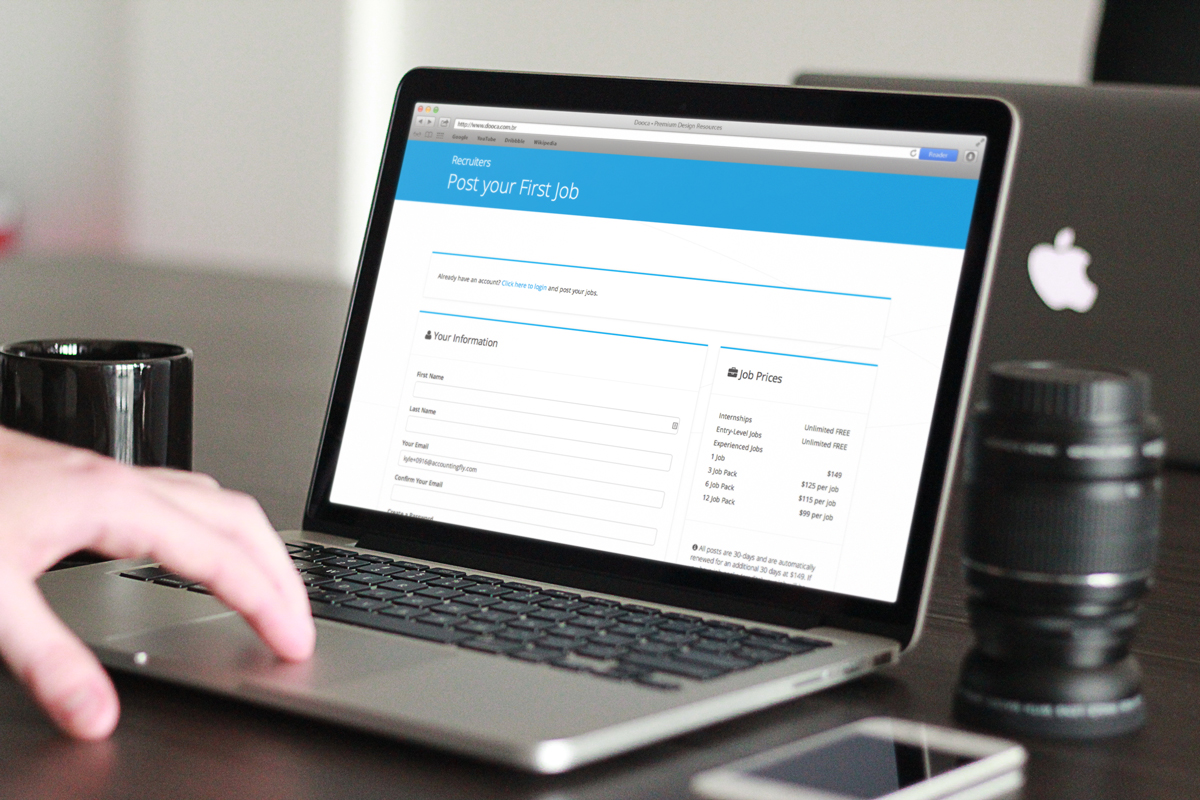 Dooca - Premium Design Resources
http://www.dooca.com.br
Reader
Google YouTube Dribbble Wikipedia
Recruiters
Post your First Job
Already have an account? Click here to login and post your jobs.
Your Information
First Name
Last Name
Your Email
kyle+0916@accountingfly.com
Confirm Your Email
Create a Password
Job Prices
Internships Unlimited FREE
Entry-Level Jobs Unlimited FREE
Experienced Jobs
1 Job $149
3 Job Pack $125 per job
6 Job Pack $115 per job
12 Job Pack $99 per job
All posts are 30-days and are automatically
renewed for an additional 30 days at $149. If